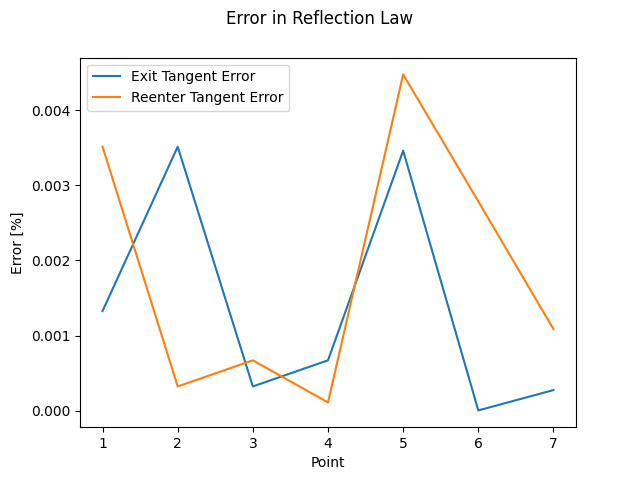 Error in Reflection Law
Exit Tangent Error
Reenter Tangent Error
Error [%]
0.004
0.003
0.002
0.001
0.000
1 2 3 4 5 6 7
Point